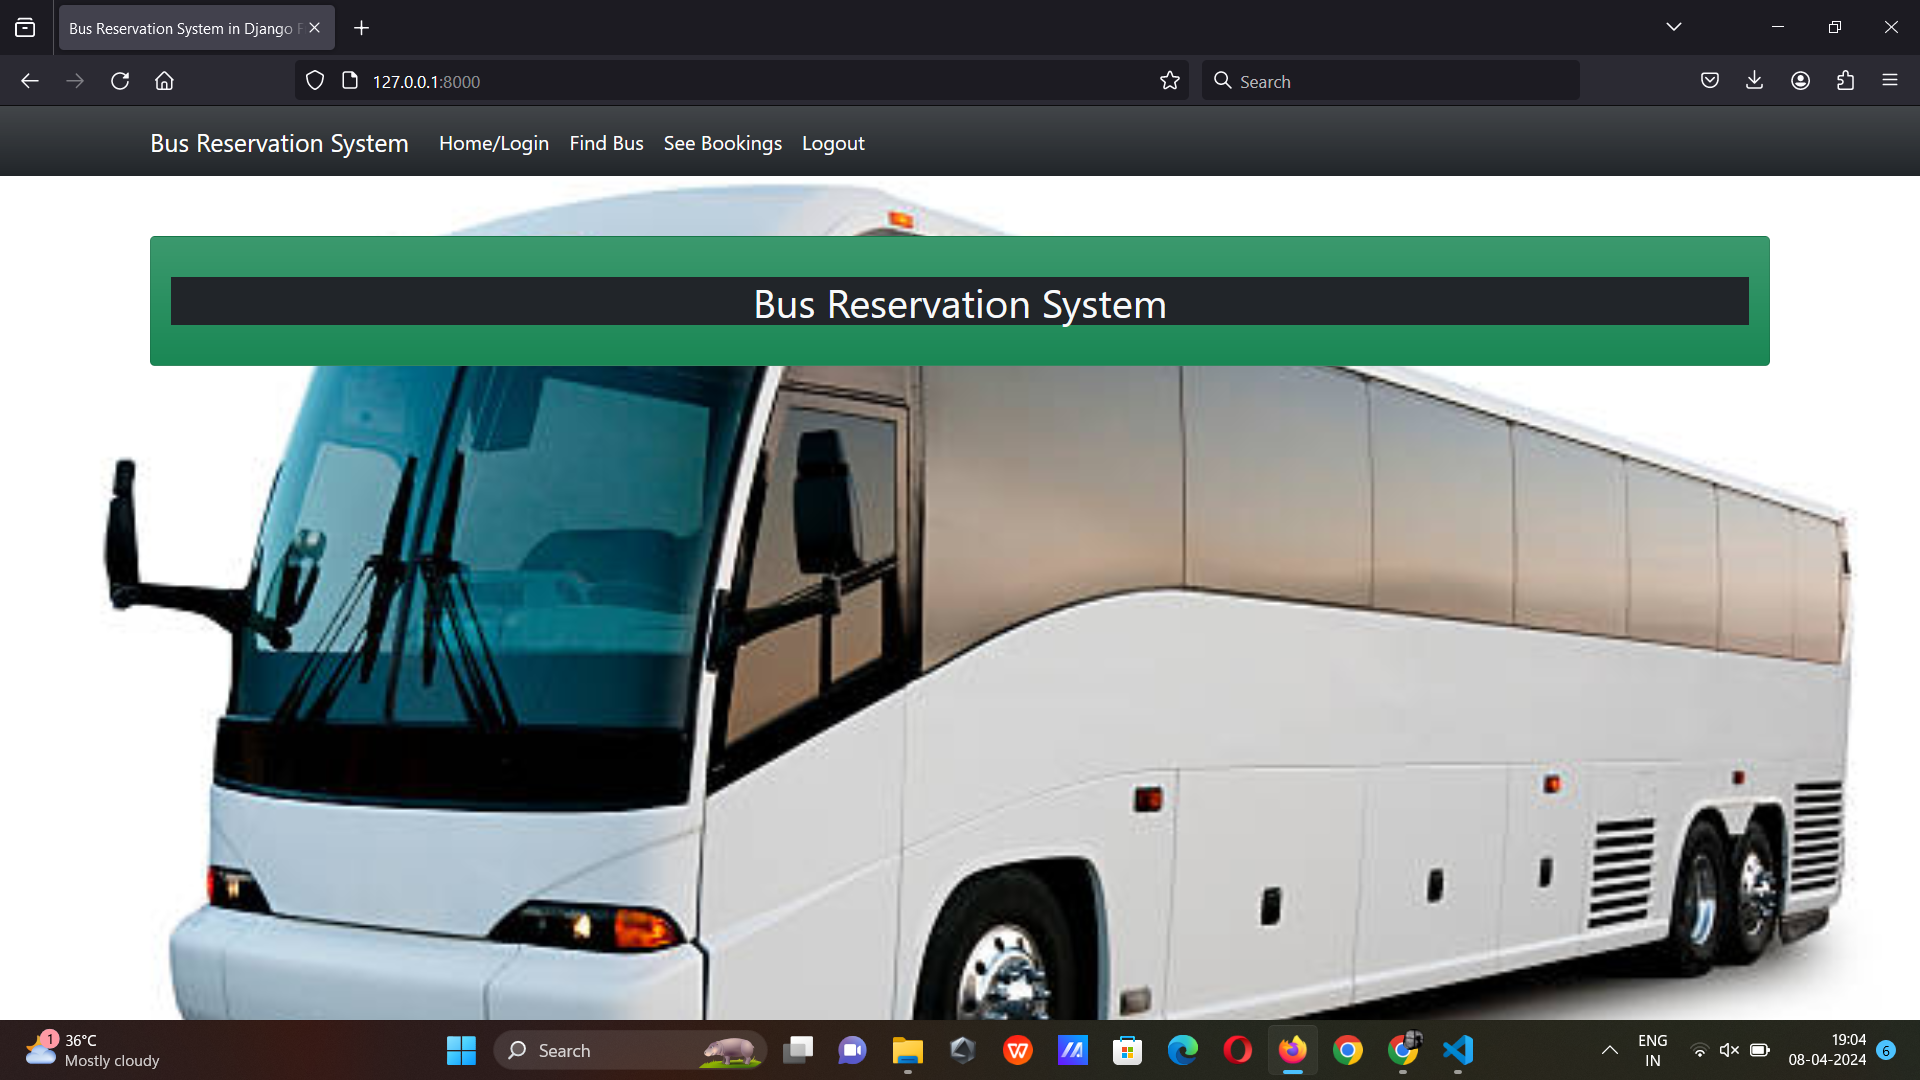 Bus Reservation System in Django F
127.0.0.1:8000
Search
Bus Reservation System Home/Login Find Bus See Bookings Logout
Bus Reservation System
1
36°C
Mostly cloudy
Search
ENG
IN
19:04
08-04-2024
6